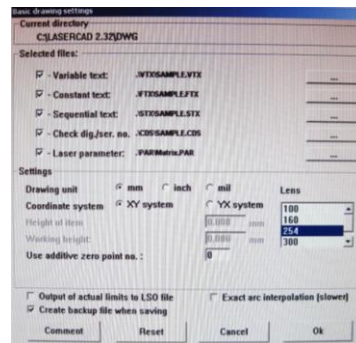 Basic drawing settings
Current directory
C:\LASERCAD 2.32\DWG
Selected files:
- Variable text: .\VTX\SAMPLE.VTX ...
- Constant text: .\FTX\SAMPLE.FTX ...
- Sequential text: .\STX\SAMPLE.STX ...
- Check dig./ser. no. .\CDS\SAMPLE.CDS ...
- Laser parameter: .\PAR\Matrix.PAR ...
Settings
Drawing unit mm inch mil Lens
Coordinate system XY system YX system 100
160
254
300
Height of item 0.000 mm
Working height: 0.000 mm
Use additive zero point no. : 0
Output of actual limits to LSO file Exact arc interpolation (slower)
Create backup file when saving
Comment Reset Cancel Ok